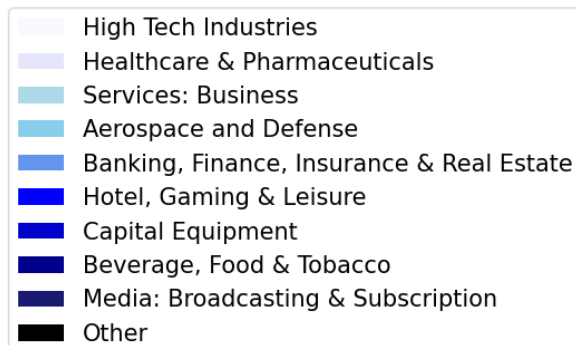 High Tech Industries
Healthcare & Pharmaceuticals
Services: Business
Aerospace and Defense
Banking, Finance, Insurance & Real Estate
Hotel, Gaming & Leisure
Capital Equipment
Beverage, Food & Tobacco
Media: Broadcasting & Subscription
Other